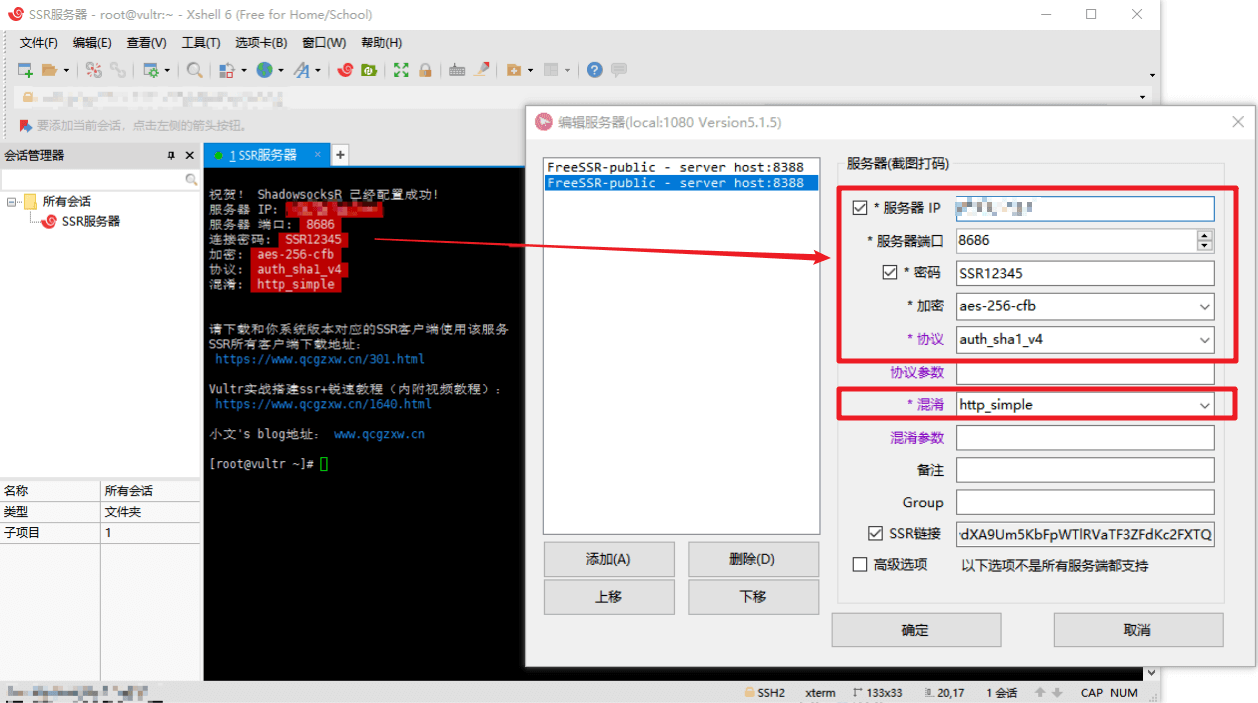 SSR服务器 - root@vultr:~ - Xshell 6 (Free for Home/School)
文件(F) 编辑(E) 查看(V) 工具(T) 选项卡(B) 窗口(W) 帮助(H)
要添加当前会话，点击左侧的箭头按钮。
会话管理器
所有会话
SSR服务器
名称 所有会话
类型 文件夹
子项目 1
1 SSR服务器
祝贺！ ShadowsocksR 已经配置成功!
服务器 IP:
服务器 端口: 8686
连接密码: SSR12345
加密: aes-256-cfb
协议: auth_sha1_v4
混淆: http_simple
请下载和你系统版本对应的SSR客户端使用该服务
SSR所有客户端下载地址:
https://www.qcgzxw.cn/301.html
Vultr实战搭建ssr+锐速教程（内附视频教程）:
https://www.qcgzxw.cn/1640.html
小文's blog地址: www.qcgzxw.cn
[root@vultr ~]#
编辑服务器(local:1080 Version5.1.5)
FreeSSR-public - server host:8388
FreeSSR-public - server host:8388
添加(A) 删除(D)
上移 下移
服务器(截图打码)
* 服务器 IP
* 服务器端口 8686
* 密码 SSR12345
* 加密 aes-256-cfb
* 协议 auth_sha1_v4
协议参数
* 混淆 http_simple
混淆参数
备注
Group
SSR链接 dXA9Um5KbFpWTlRVaTF3ZFdKc2FXTQ
高级选项 以下选项不是所有服务端都支持
确定 取消
SSH2 xterm 133x33 20,17 1 会话 CAP NUM